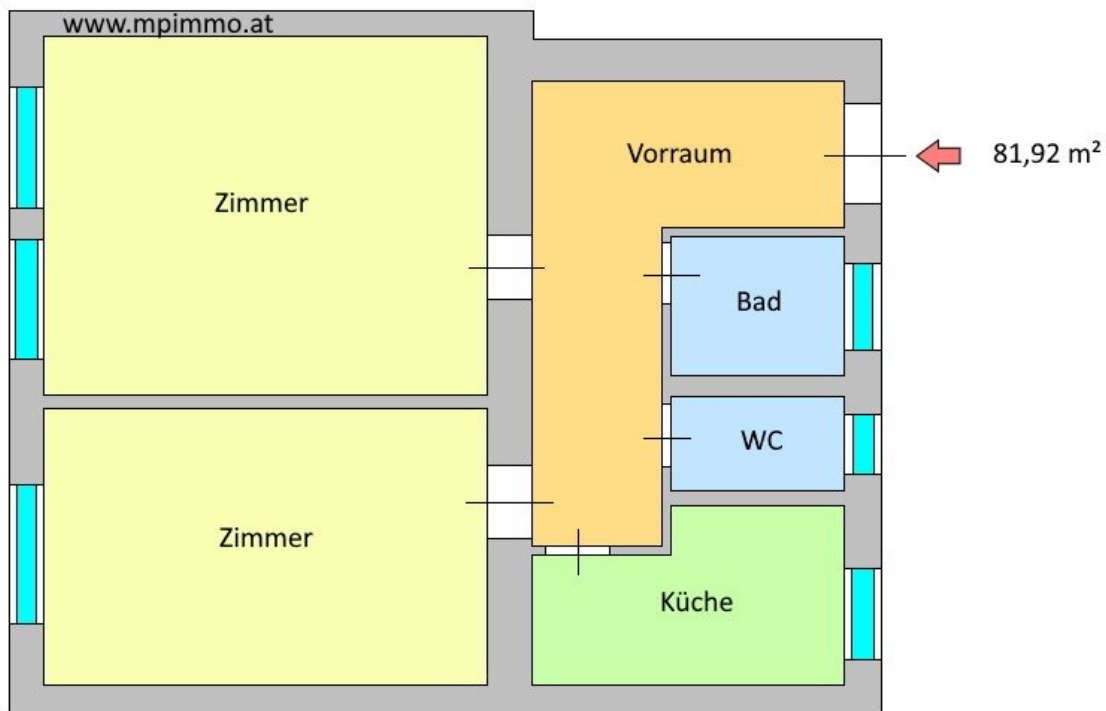 www.mpimmo.at
Vorraum
81,92 m²
Zimmer
Bad
WC
Zimmer
Küche